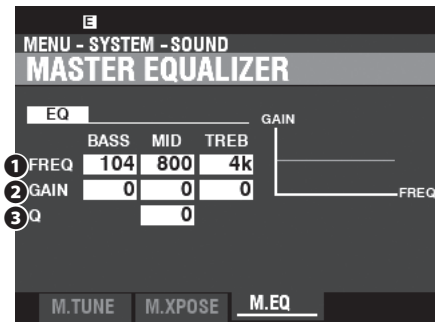 E
MENU - SYSTEM - SOUND
MASTER EQUALIZER
EQ
GAIN
BASS MID TREB
1 FREQ 104 800 4k
2 GAIN 0 0 0
FREQ
3 Q 0
M.TUNE M.XPOSE M.EQ